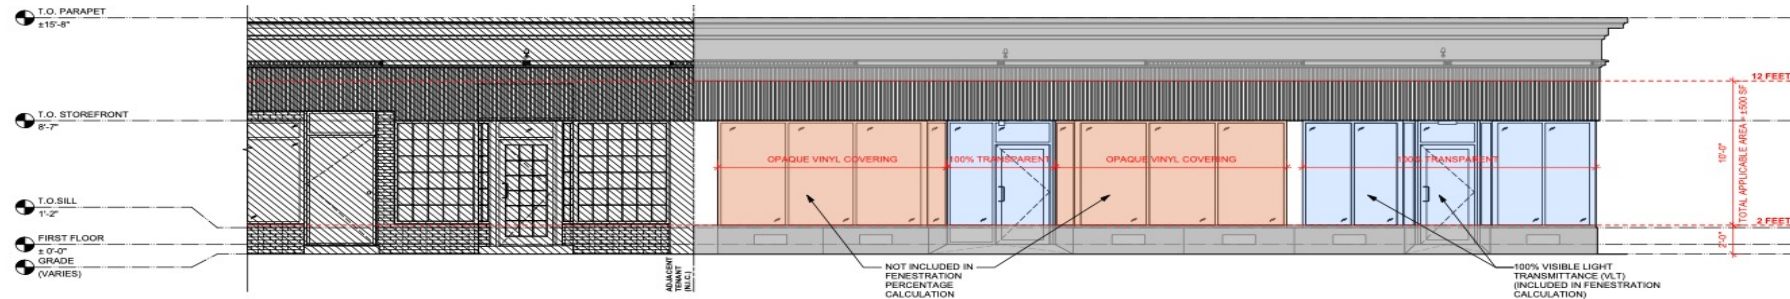 T.O. PARAPET
±15'-8"
T.O. STOREFRONT
8'-7"
T.O.SILL
1'-2"
FIRST FLOOR
± 0'-0"
GRADE
(VARIES)
ADJACENT
TENANT
(N.I.C.)
OPAQUE VINYL COVERING
100% TRANSPARENT
OPAQUE VINYL COVERING
100% TRANSPARENT
NOT INCLUDED IN
FENESTRATION
PERCENTAGE
CALCULATION
100% VISIBLE LIGHT
TRANSMITTANCE (VLT)
(INCLUDED IN FENESTRATION
CALCULATION)
12 FEET
10'-0"
TOTAL APPLICABLE AREA = ±500 SF
2 FEET
2'-0"